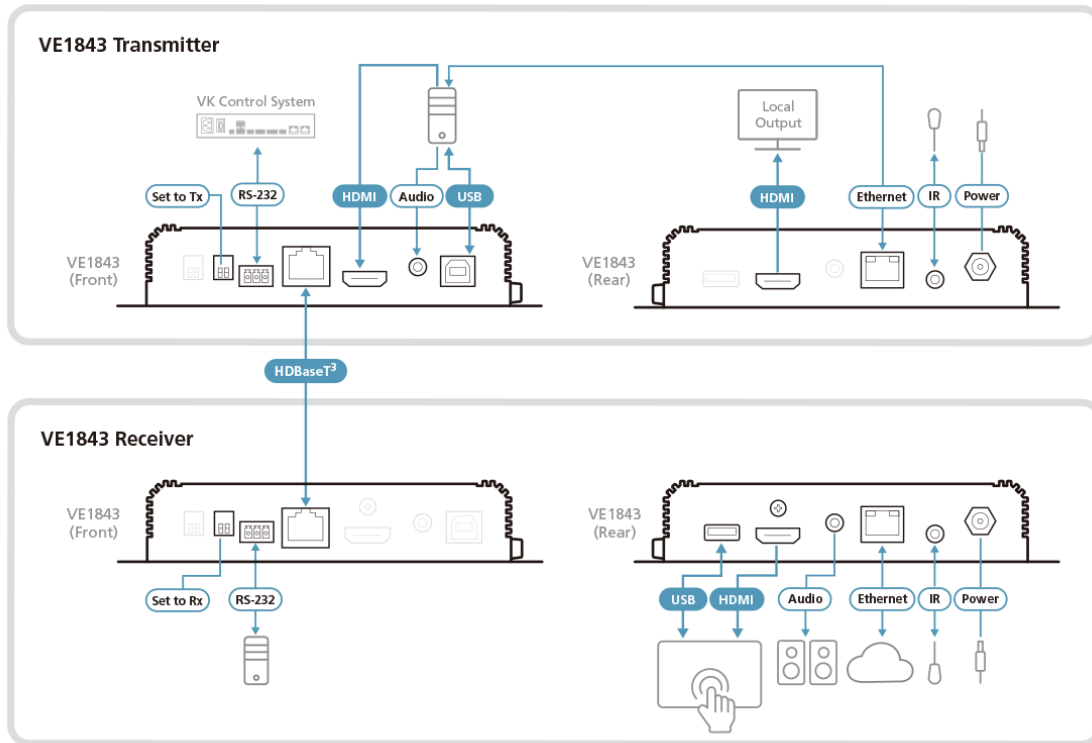 VE1843 Transmitter
VK Control System
Local
Output
Set to Tx
RS-232
HDMI
Audio
USB
HDMI
Ethernet
IR
Power
VE1843
(Front)
VE1843
(Rear)
HDBaseT³
VE1843 Receiver
VE1843
(Front)
VE1843
(Rear)
Set to Rx
RS-232
USB
HDMI
Audio
Ethernet
IR
Power